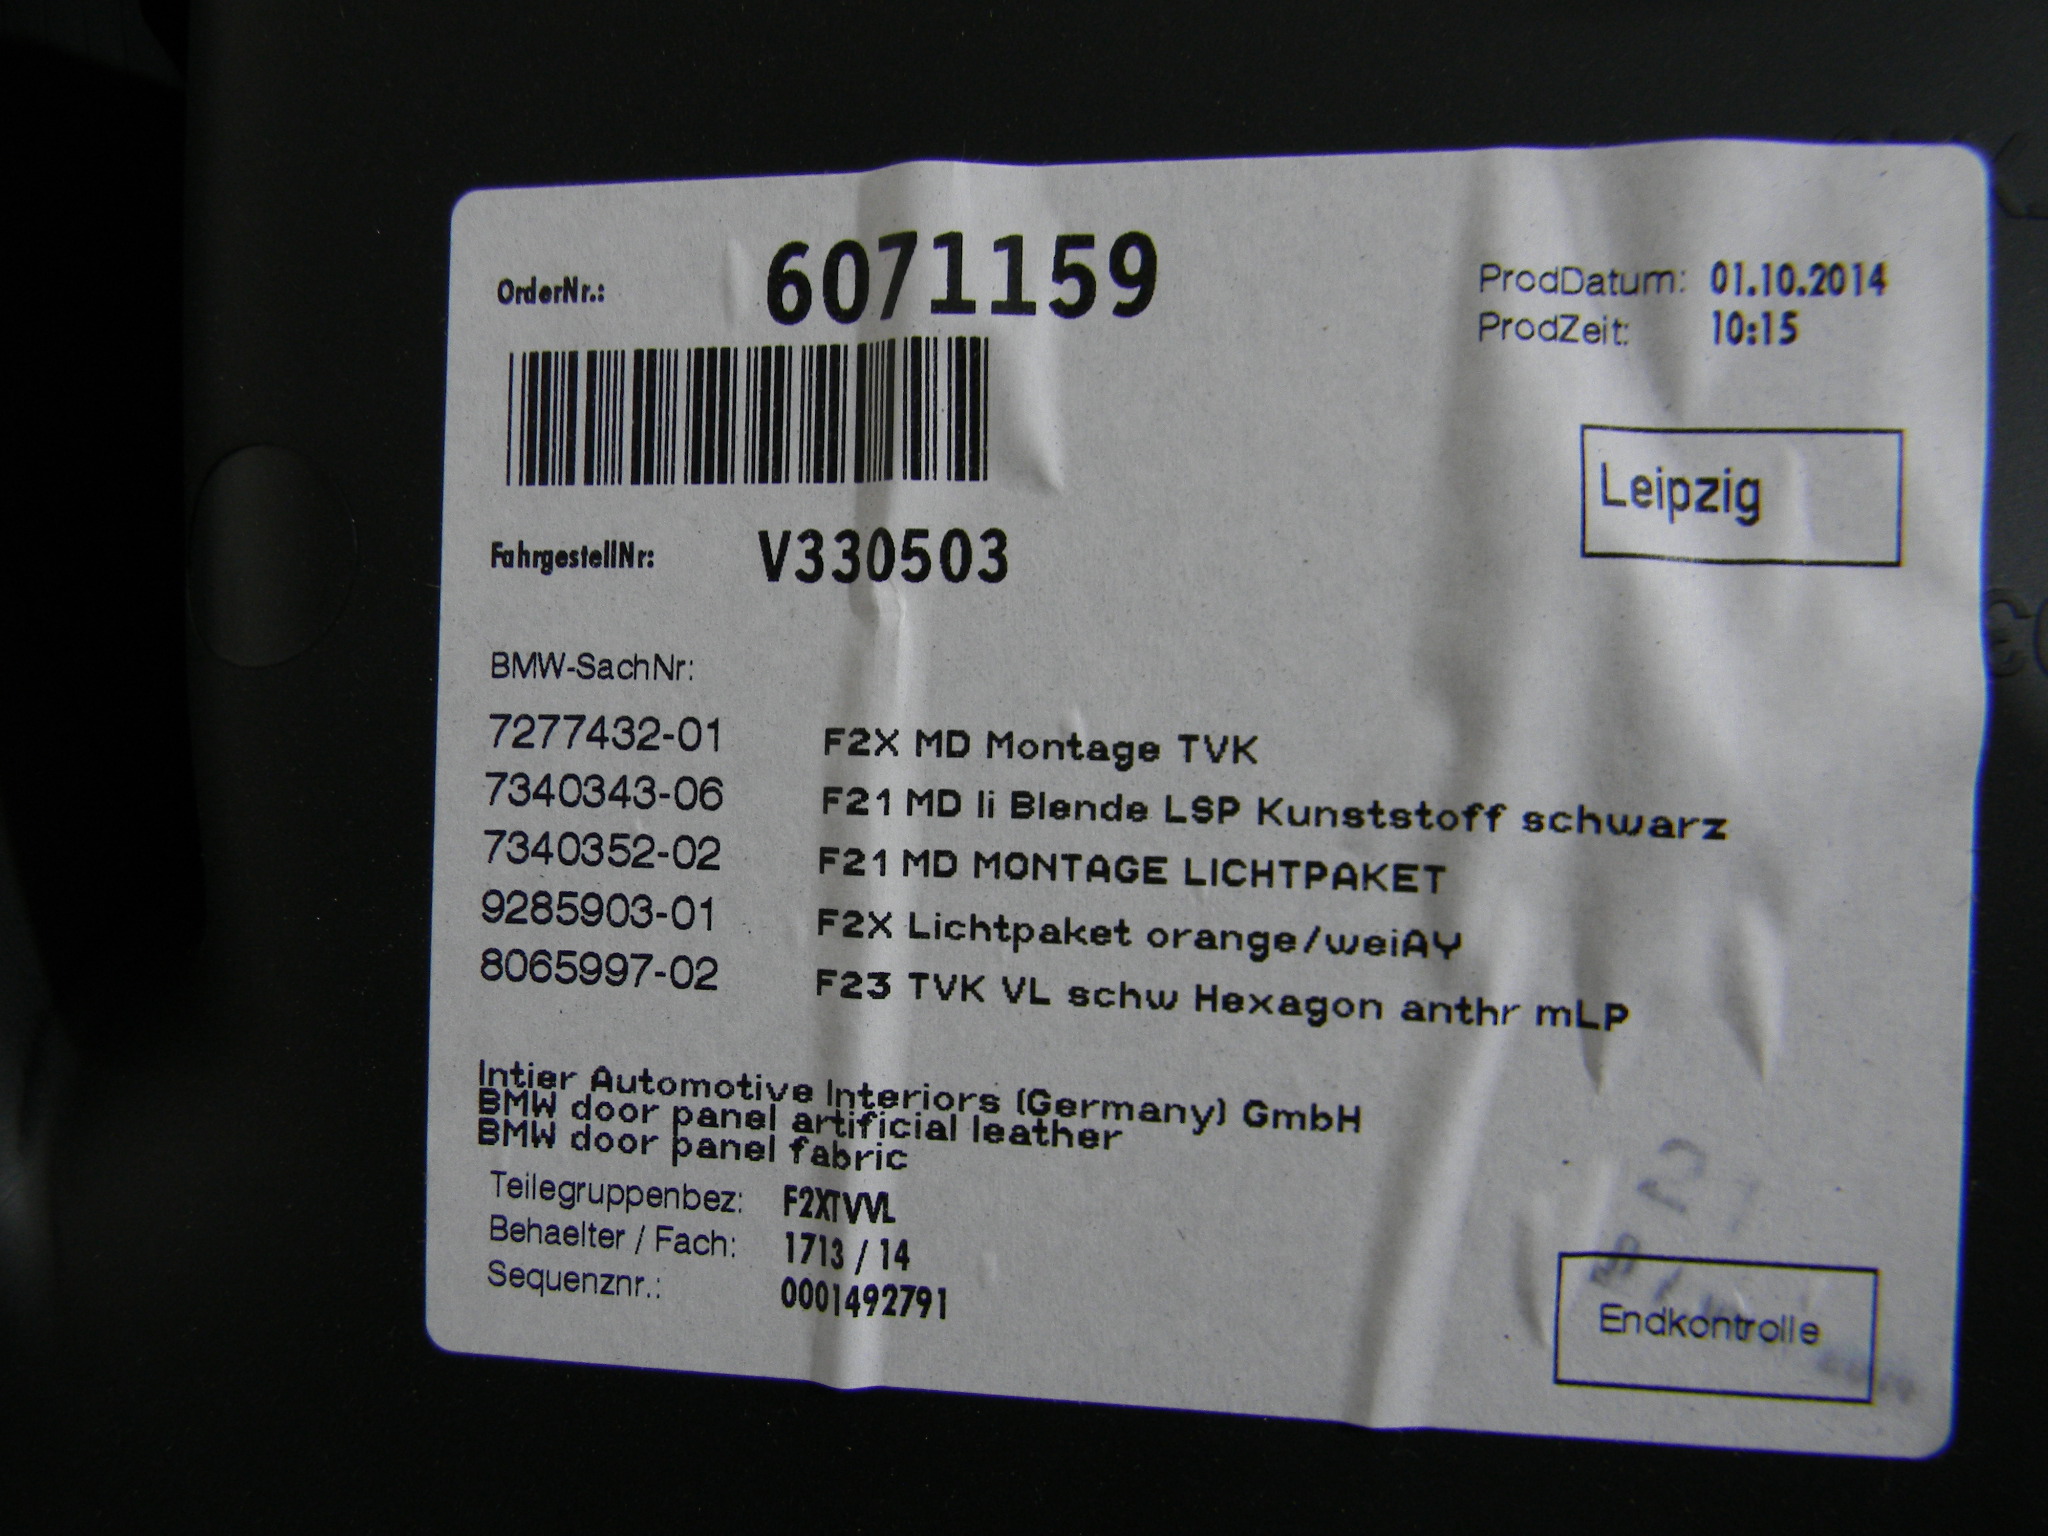 OrderNr.: 6071159
ProdDatum: 01.10.2014
ProdZeit: 10:15
Leipzig
FahrgestellNr: V330503
BMW-SachNr:
7277432-01 F2X MD Montage TVK
7340343-06 F21 MD li Blende LSP Kunststoff schwarz
7340352-02 F21 MD MONTAGE LICHTPAKET
9285903-01 F2X Lichtpaket orange/weiAY
8065997-02 F23 TVK VL schw Hexagon anthr mLP
Intier Automotive Interiors (Germany) GmbH
BMW door panel artificial leather
BMW door panel fabric
Teilegruppenbez: F2XTVVL
Behaelter / Fach: 1713 / 14
Sequenznr.: 0001492791
Endkontrolle